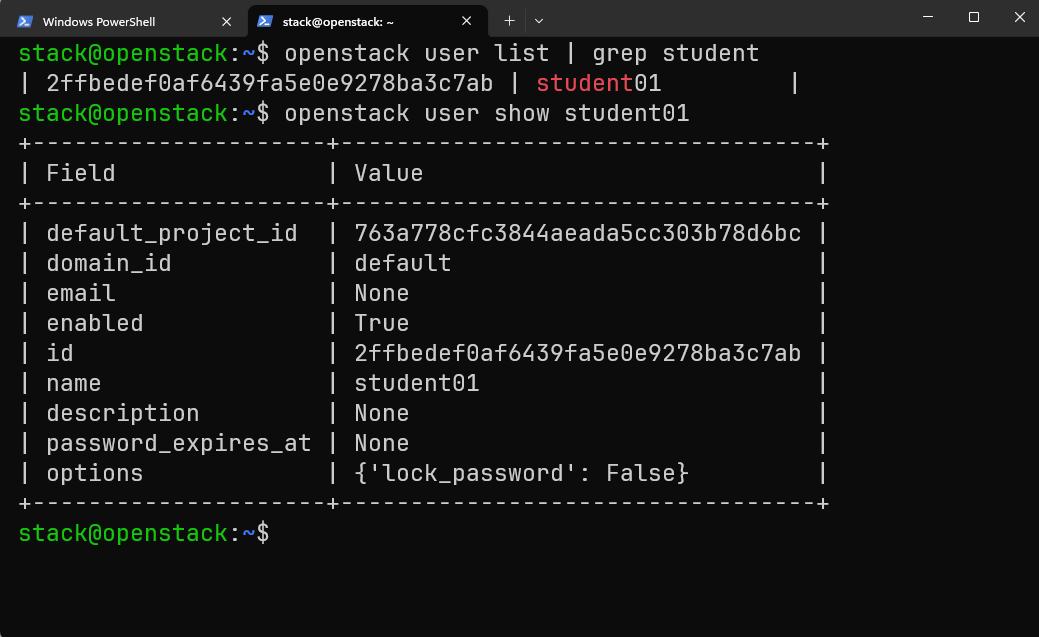 Windows PowerShell
stack@openstack: ~
stack@openstack:~$ openstack user list | grep student
| 2ffbedef0af6439fa5e0e9278ba3c7ab | student01         |
stack@openstack:~$ openstack user show student01
+---------------------+----------------------------------+
| Field               | Value                            |
+---------------------+----------------------------------+
| default_project_id  | 763a778cfc3844aeada5cc303b78d6bc |
| domain_id           | default                          |
| email               | None                             |
| enabled             | True                             |
| id                  | 2ffbedef0af6439fa5e0e9278ba3c7ab |
| name                | student01                        |
| description         | None                             |
| password_expires_at | None                             |
| options             | {'lock_password': False}         |
+---------------------+----------------------------------+
stack@openstack:~$